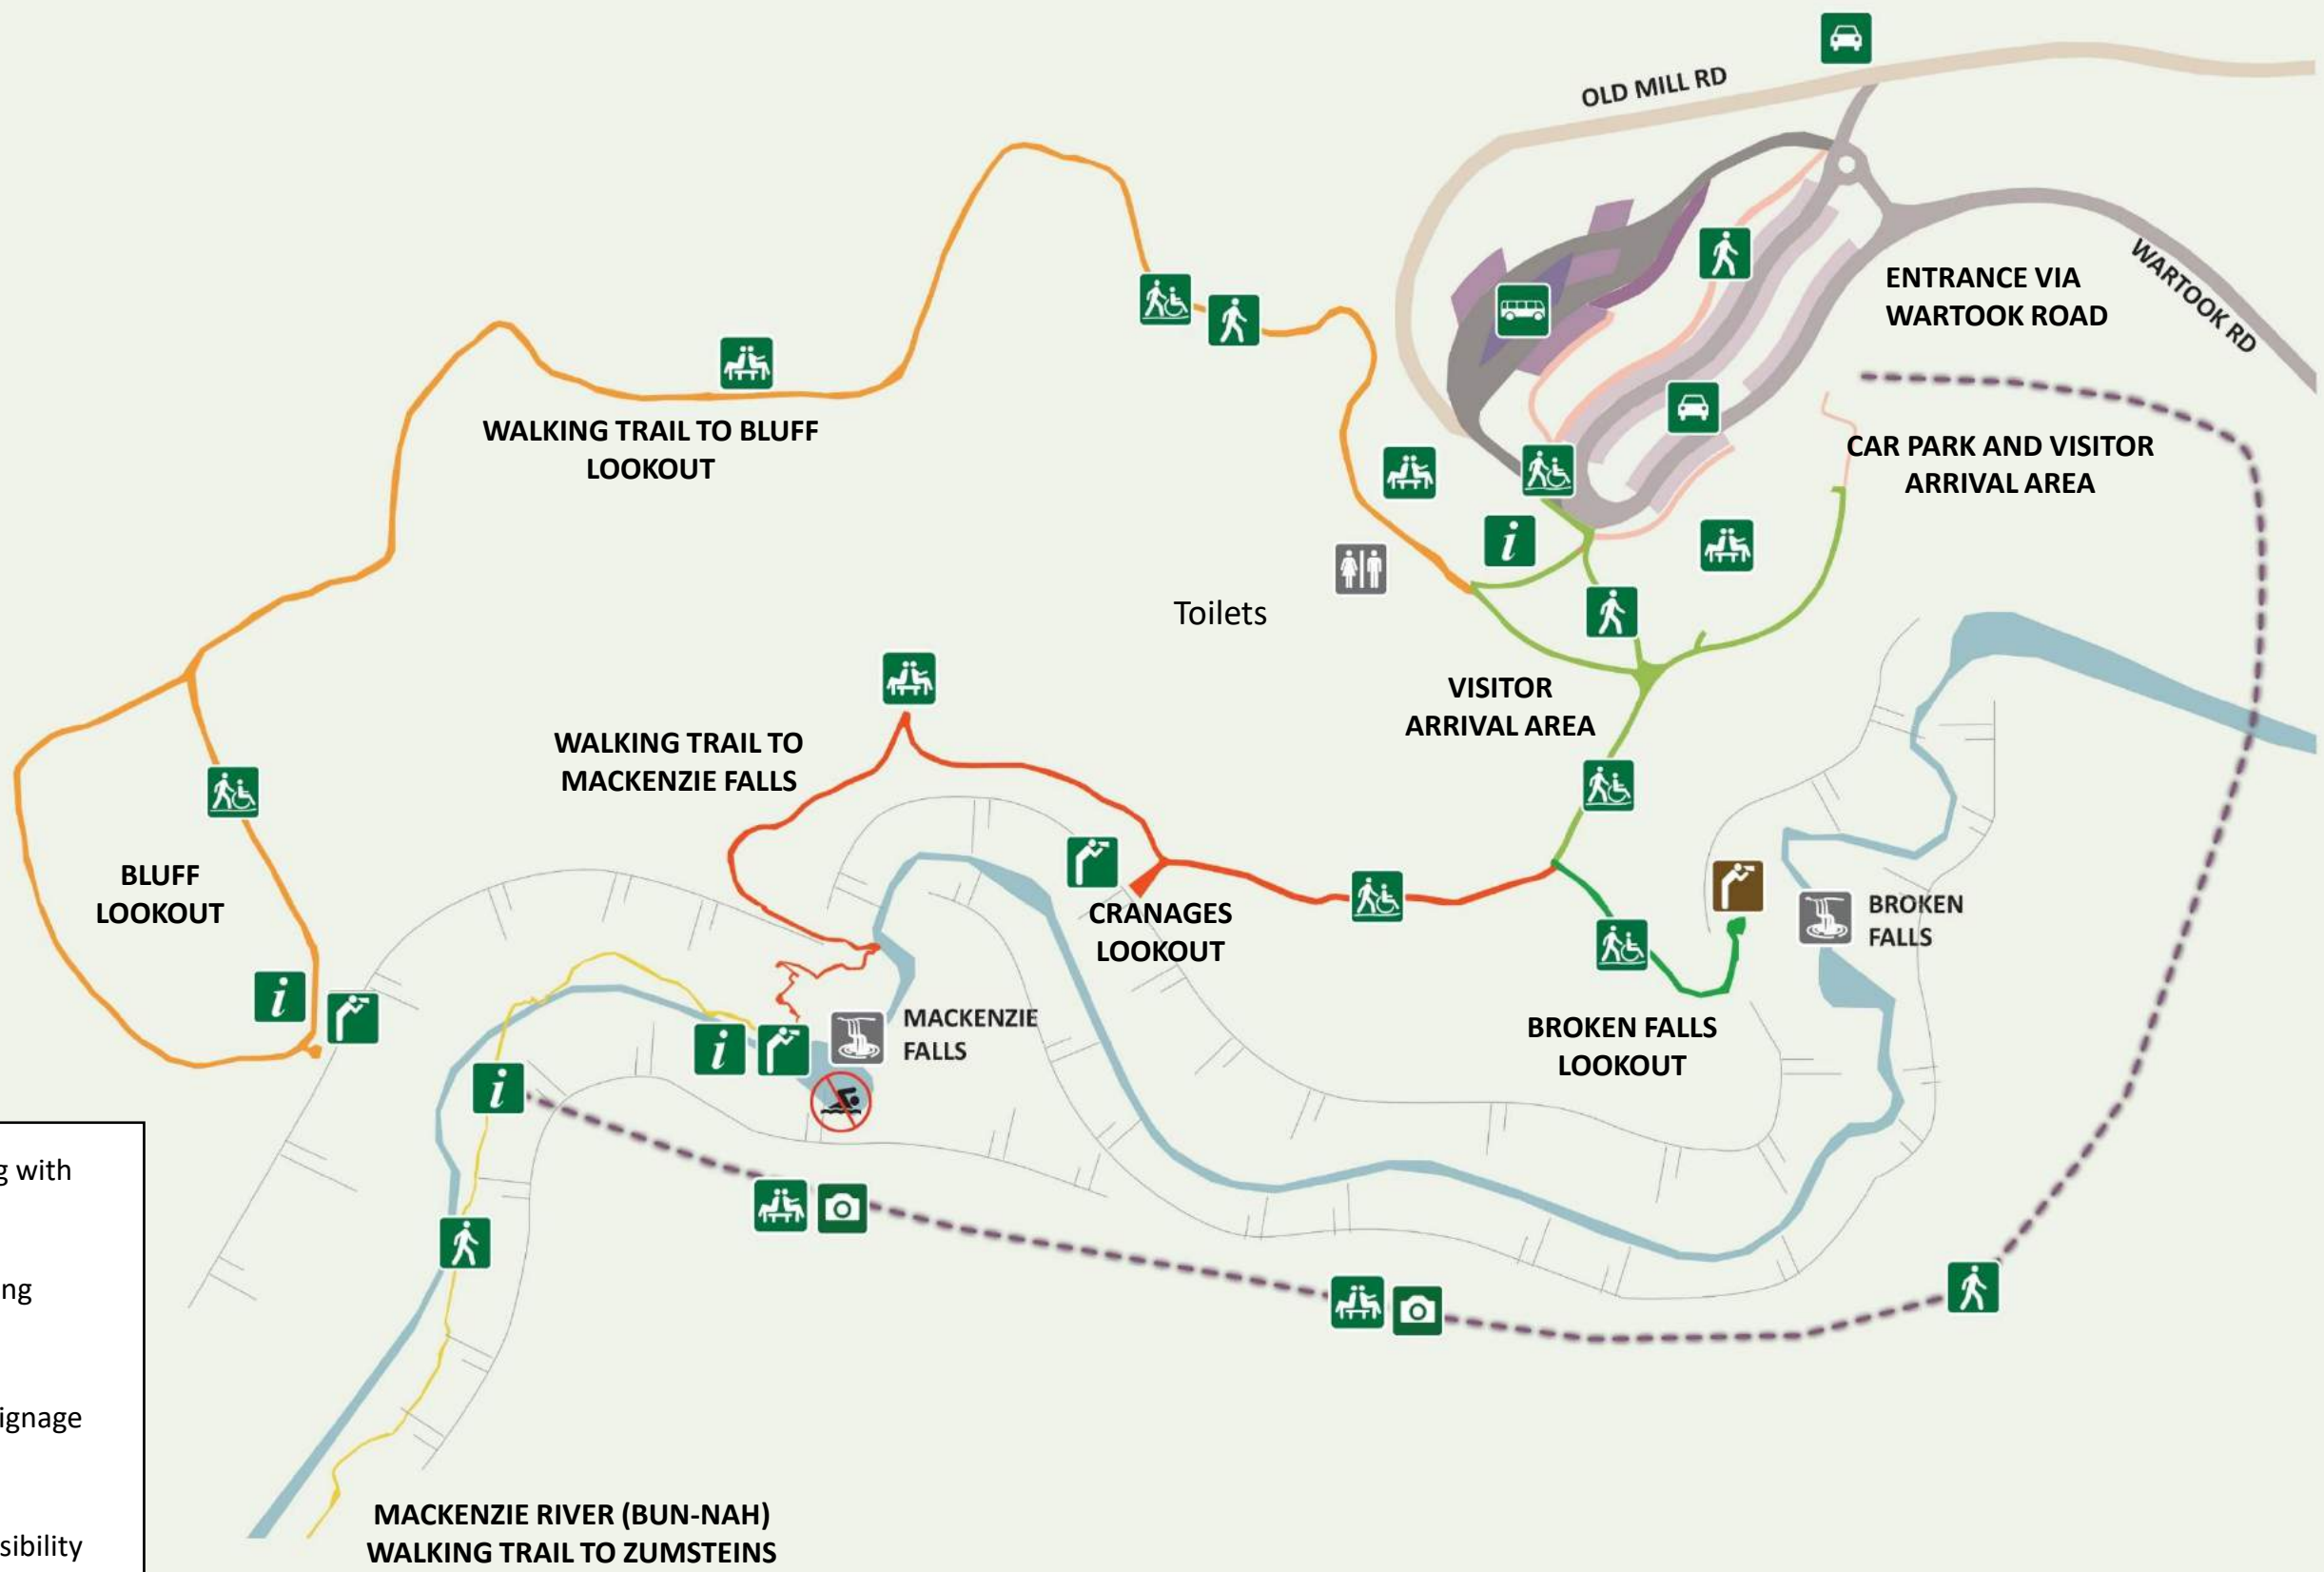 OLD MILL RD
WARTOOK RD
ENTRANCE VIA
WARTOOK ROAD
CAR PARK AND VISITOR
ARRIVAL AREA
WALKING TRAIL TO BLUFF
LOOKOUT
i
Toilets
VISITOR
ARRIVAL AREA
WALKING TRAIL TO
MACKENZIE FALLS
BLUFF
LOOKOUT
CRANAGES
LOOKOUT
BROKEN
FALLS
i
MACKENZIE
FALLS
i
i
BROKEN FALLS
LOOKOUT
with
ignage
MACKENZIE RIVER (BUN-NAH)
WALKING TRAIL TO ZUMSTEINS